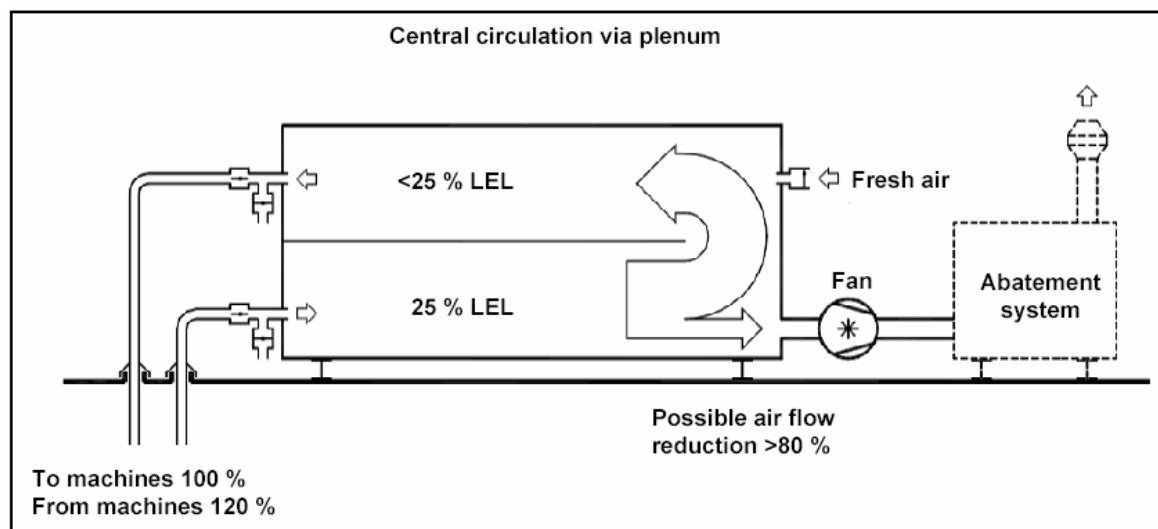 Central circulation via plenum
<25 % LEL
Fresh air
25 % LEL
Fan
Abatement
system
Possible air flow
reduction >80 %
To machines 100 %
From machines 120 %